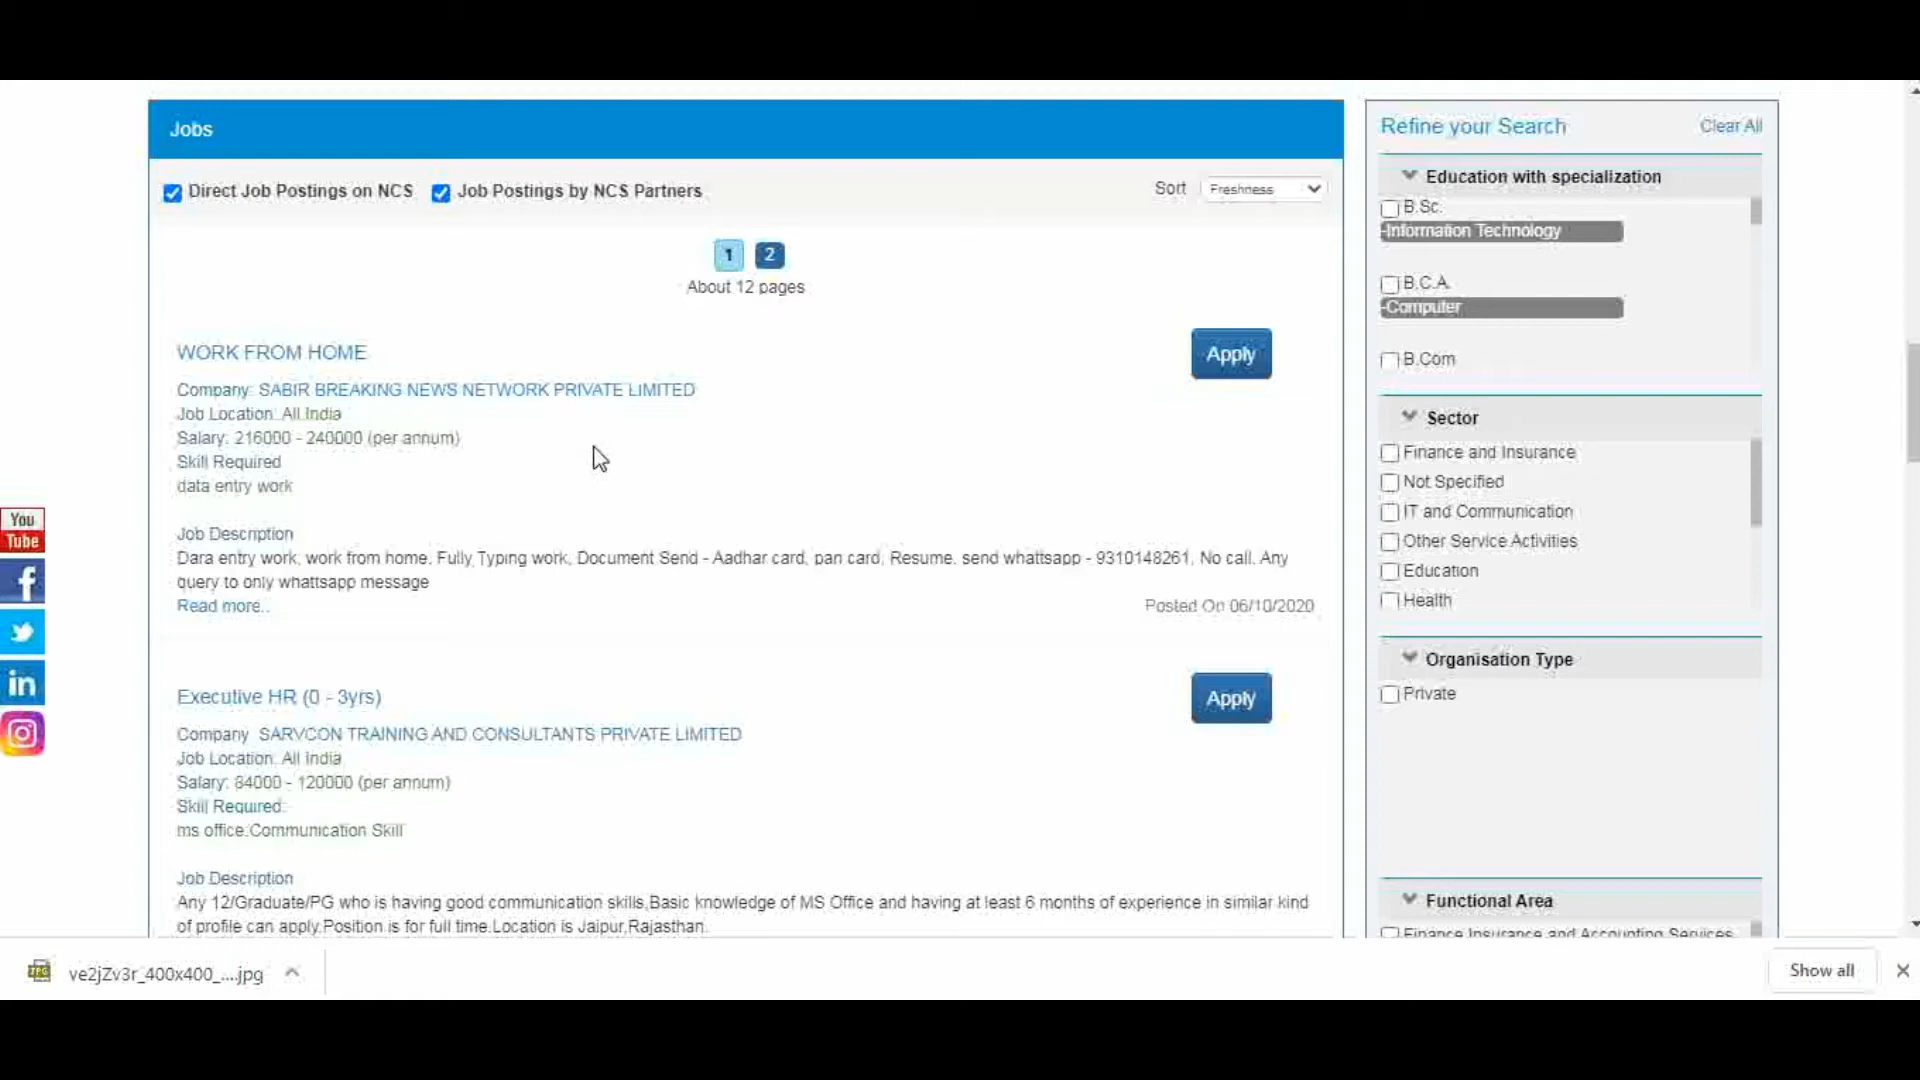 Jobs
Direct Job Postings on NCS
Job Postings by NCS Partners
Sort
Freshness
1 2
About 12 pages
WORK FROM HOME
Apply
Company: SABIR BREAKING NEWS NETWORK PRIVATE LIMITED
Job Location: All India
Salary: 216000 - 240000 (per annum)
Skill Required
data entry work
Job Description
Dara entry work, work from home. Fully Typing work, Document Send - Aadhar card, pan card, Resume. send whattsapp - 9310148261, No call. Any
query to only whattsapp message
Read more..
Posted On 06/10/2020
Executive HR (0 - 3yrs)
Apply
Company SARVCON TRAINING AND CONSULTANTS PRIVATE LIMITED
Job Location: All India
Salary: 84000 - 120000 (per annum)
Skill Required:
ms office:Communication Skill
Job Description
Any 12/Graduate/PG who is having good communication skills,Basic knowledge of MS Office and having at least 6 months of experience in similar kind
of profile can apply.Position is for full time.Location is Jaipur,Rajasthan.
Refine your Search
Clear All
Education with specialization
B.Sc.
-Information Technology
B.C.A.
-Computer
B.Com
Sector
Finance and Insurance
Not Specified
IT and Communication
Other Service Activities
Education
Health
Organisation Type
Private
Functional Area
Finance Insurance and Accounting Services
You
Tube
f
in
ve2jZv3r_400x400_....jpg
Show all